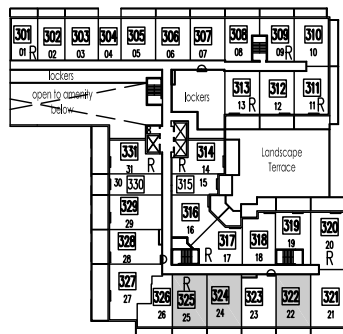 301 302 303 304 305 306 307 308 309 310
01 R 02 03 04 05 06 07 08 09 R 10
lockers
open to amenity
below
lockers
313 312 311
13 R 12 11 R
Landscape
Terrace
331 314
31 14
R R
30 330 315 15
329
29
316
16
328
28
317 318 319 320
17 18 19 20
R
327
27
326 325 324 323 322 321
R
26 25 24 23 22 21